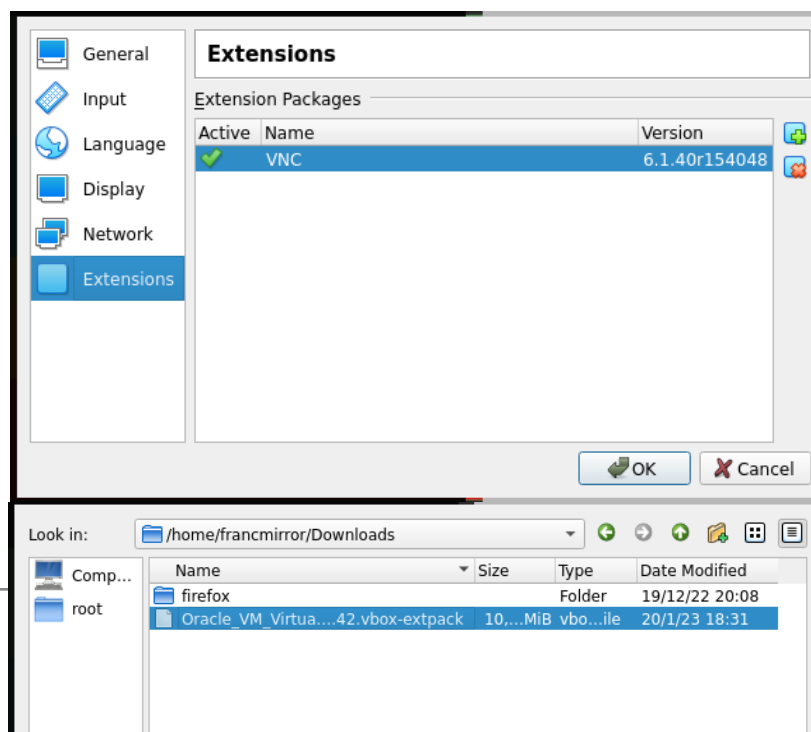 General
Input
Language
Display
Network
Extensions
Extensions
Extension Packages
Active Name Version
VNC 6.1.40r154048
OK Cancel
Look in: /home/francmirror/Downloads
Comp...
root
Name Size Type Date Modified
firefox Folder 19/12/22 20:08
Oracle_VM_Virtua....42.vbox-extpack 10,...MiB vbo...ile 20/1/23 18:31